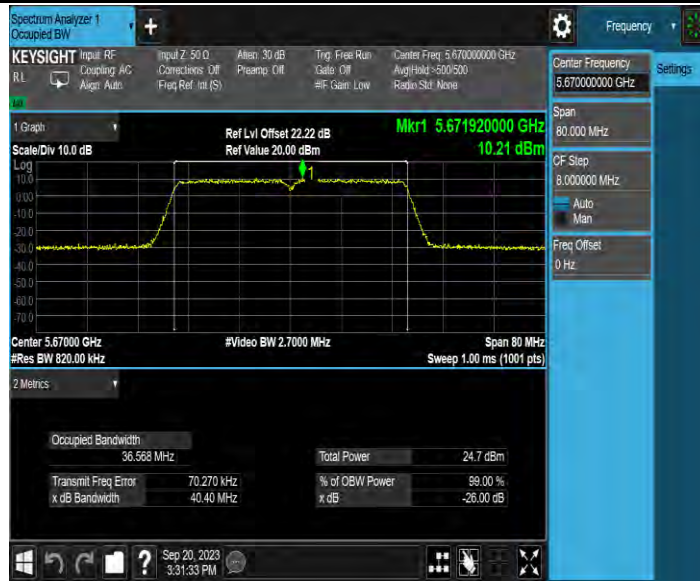 Spectrum Analyzer 1
Occupied BW
+
Frequency
KEYSIGHT
RL
Input: RF
Coupling: AC
Align: Auto
Input Z: 50 Ω
Corrections: Off
Freq Ref: Int (S)
Atten: 30 dB
Preamp: Off
Trig: Free Run
Gate: Off
#IF Gain: Low
Center Freq: 5.670000000 GHz
Avg|Hold:>500/500
Radio Std: None
1 Graph
Scale/Div 10.0 dB
Ref Lvl Offset 22.22 dB
Ref Value 20.00 dBm
Mkr1 5.671920000 GHz
10.21 dBm
Log
10.0
0.00
-10.0
-20.0
-30.0
-40.0
-50.0
-60.0
-70.0
1
Center 5.67000 GHz
#Res BW 820.00 kHz
#Video BW 2.7000 MHz
Span 80 MHz
Sweep 1.00 ms (1001 pts)
2 Metrics
Occupied Bandwidth
36.568 MHz
Transmit Freq Error 70.270 kHz
x dB Bandwidth 40.40 MHz
Total Power 24.7 dBm
% of OBW Power 99.00 %
x dB -26.00 dB
Center Frequency
5.670000000 GHz
Settings
Span
80.000 MHz
CF Step
8.000000 MHz
Auto
Man
Freq Offset
0 Hz
?
Sep 20, 2023
3:31:33 PM